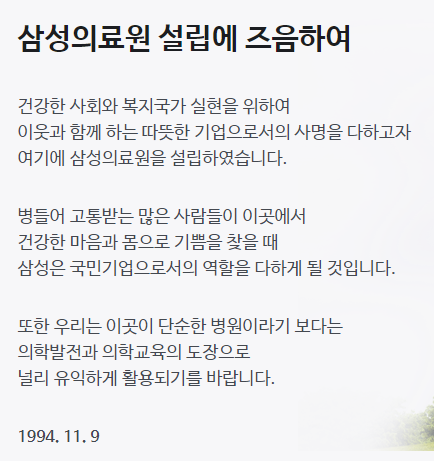 삼성의료원 설립에 즈음하여
건강한 사회와 복지국가 실현을 위하여
이웃과 함께 하는 따뜻한 기업으로서의 사명을 다하고자
여기에 삼성의료원을 설립하였습니다.
병들어 고통받는 많은 사람들이 이곳에서
건강한 마음과 몸으로 기쁨을 찾을 때
삼성은 국민기업으로서의 역할을 다하게 될 것입니다.
또한 우리는 이곳이 단순한 병원이라기 보다는
의학발전과 의학교육의 도장으로
널리 유익하게 활용되기를 바랍니다.
1994. 11. 9